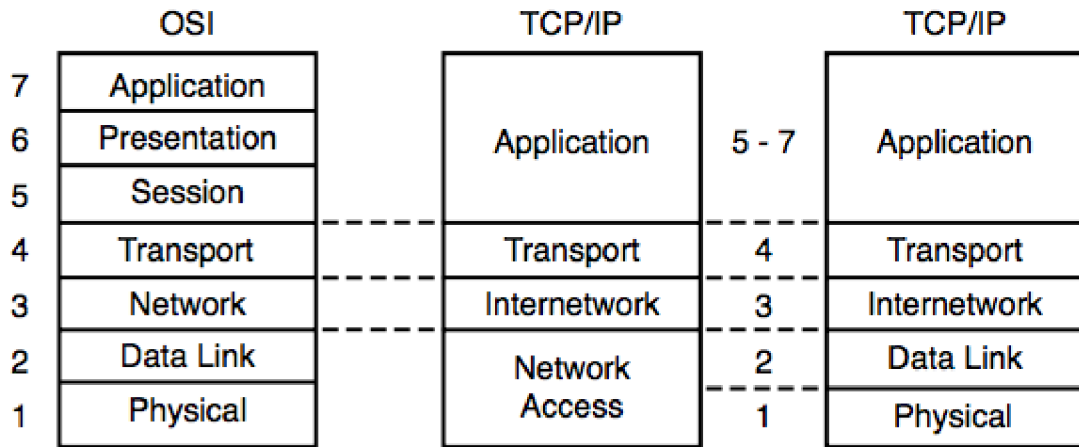 OSI TCP/IP TCP/IP
7 Application
6 Presentation Application 5 - 7 Application
5 Session
4 Transport Transport 4 Transport
3 Network Internetwork 3 Internetwork
2 Data Link Network Access 2 Data Link
1 Physical 1 Physical